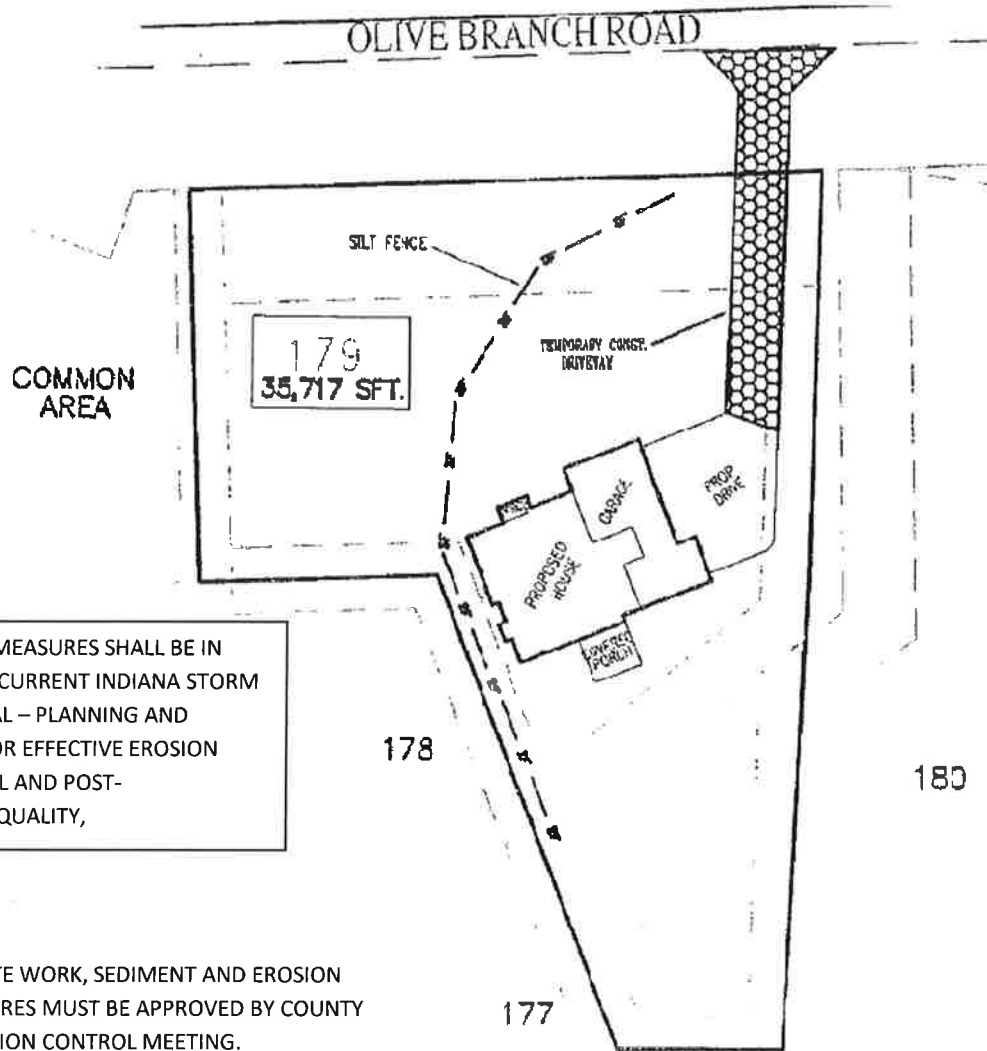 OLIVE BRANCH ROAD
SILT FENCE
179
35,717 SFT.
TEMPORARY CONST.
DRIVEWAY
COMMON
AREA
GARAGE
PROP
DRIVE
PROPOSED
HOUSE
COVERED
PORCH
MEASURES SHALL BE IN
CURRENT INDIANA STORM
AL – PLANNING AND
OR EFFECTIVE EROSION
L AND POST-
QUALITY,
178
180
TE WORK, SEDIMENT AND EROSION
RES MUST BE APPROVED BY COUNTY
ION CONTROL MEETING.
177